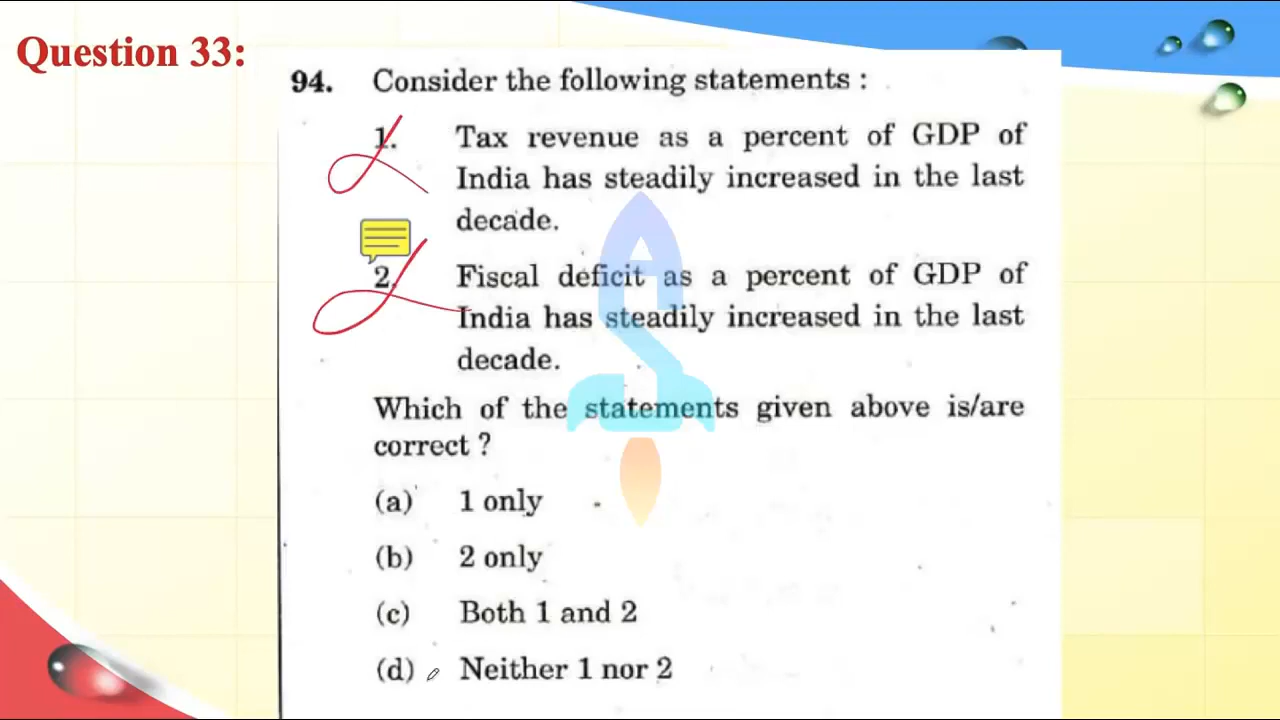 Question 33:
94. Consider the following statements :
1. Tax revenue as a percent of GDP of
India has steadily increased in the last
decade.
2. Fiscal deficit as a percent of GDP of
India has steadily increased in the last
decade.
Which of the statements given above is/are
correct ?
(a) 1 only
(b) 2 only
(c) Both 1 and 2
(d) Neither 1 nor 2